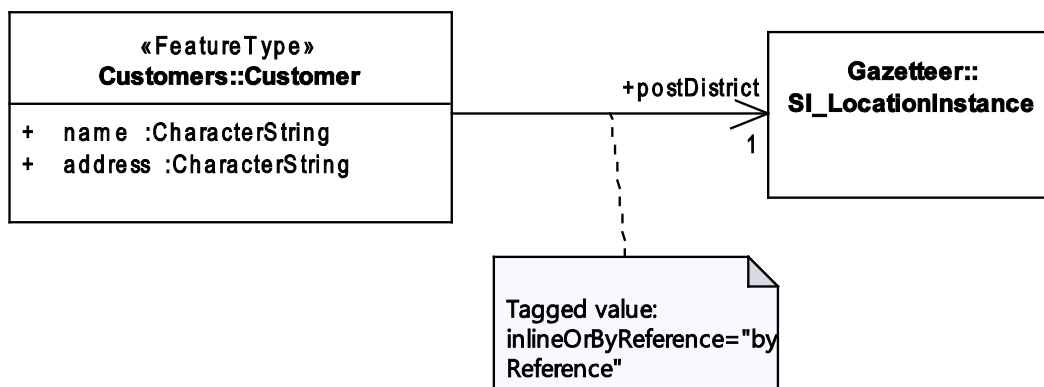 «FeatureType»
Customers::Customer
+ name :CharacterString
+ address :CharacterString
+postDistrict
1
Gazetteer::
SI_LocationInstance
Tagged value:
inlineOrByReference="by
Reference"